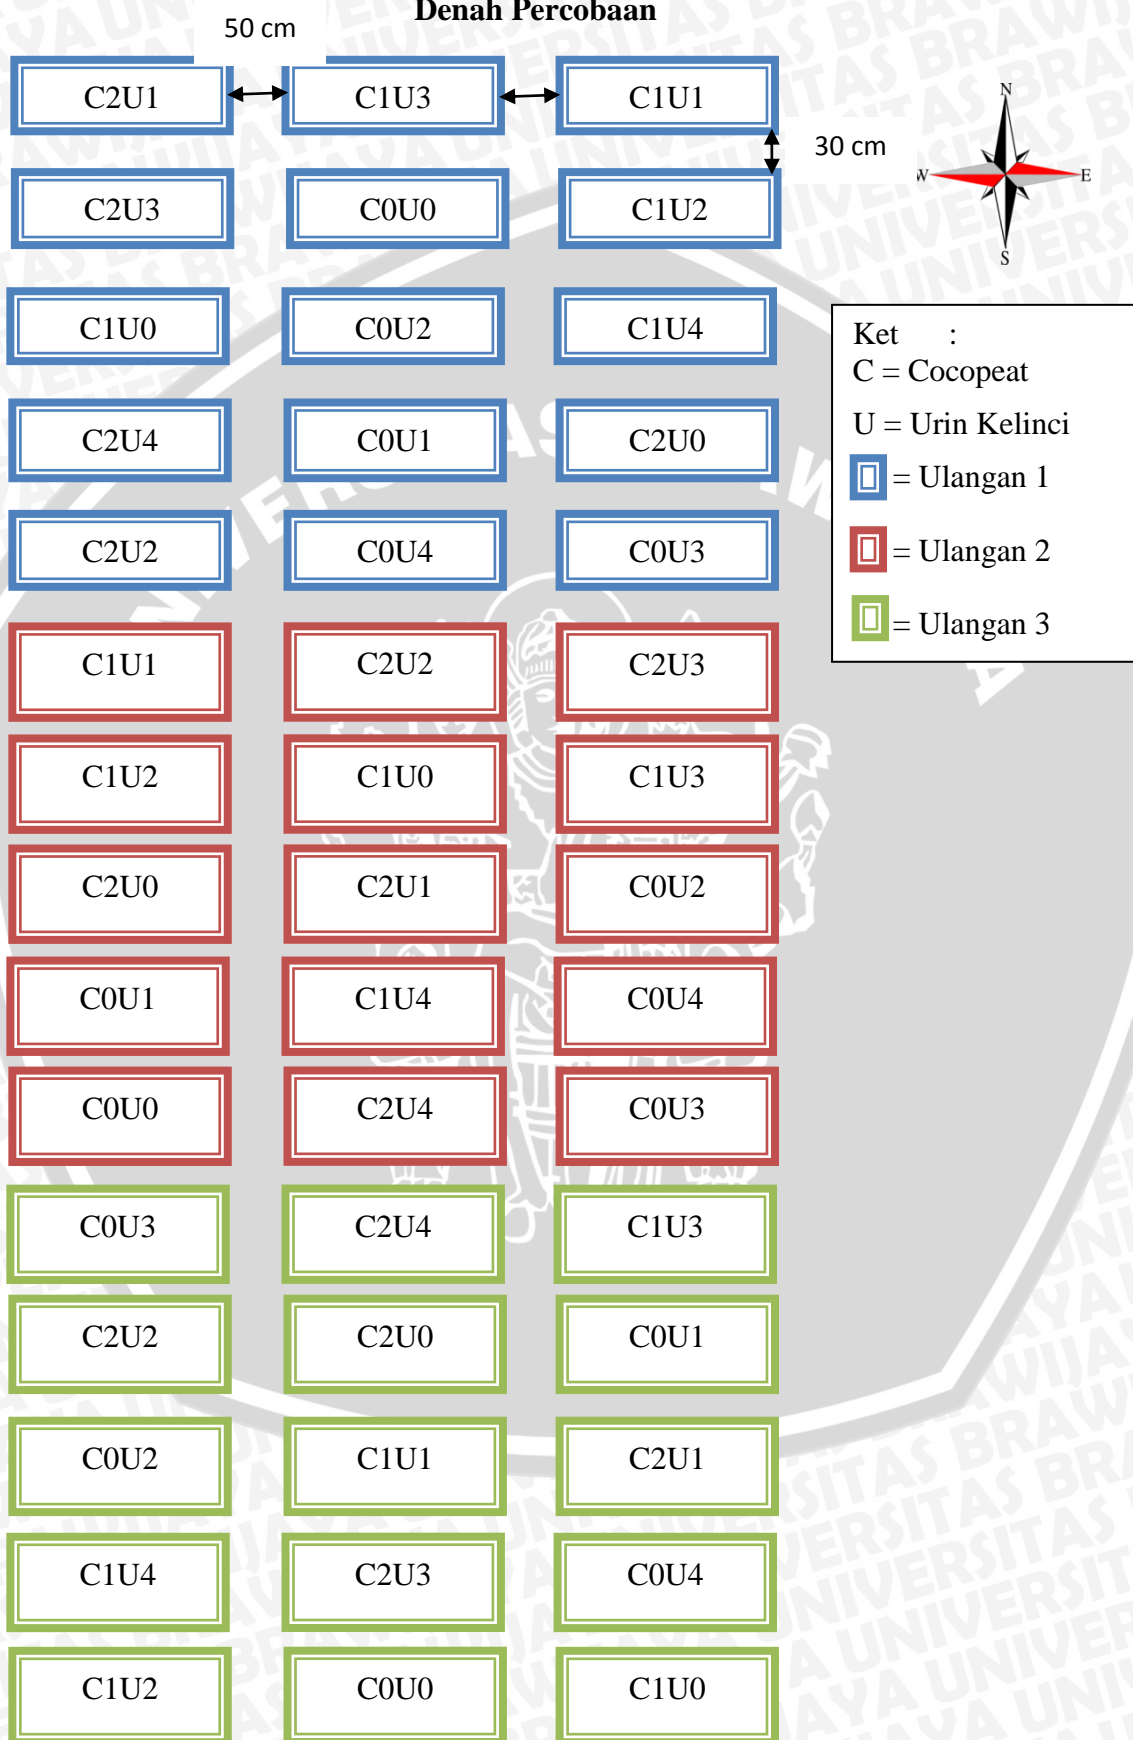 Denah Percobaan
50 cm
C2U1 C1U3 C1U1
30 cm
N
W E
S
C2U3 C0U0 C1U2
C1U0 C0U2 C1U4
Ket :
C = Cocopeat
U = Urin Kelinci
= Ulangan 1
= Ulangan 2
= Ulangan 3
C2U4 C0U1 C2U0
C2U2 C0U4 C0U3
C1U1 C2U2 C2U3
C1U2 C1U0 C1U3
C2U0 C2U1 C0U2
C0U1 C1U4 C0U4
C0U0 C2U4 C0U3
C0U3 C2U4 C1U3
C2U2 C2U0 C0U1
C0U2 C1U1 C2U1
C1U4 C2U3 C0U4
C1U2 C0U0 C1U0